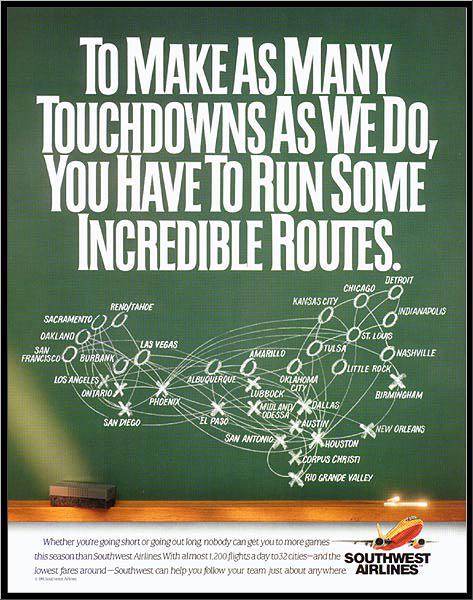 TO MAKE AS MANY
TOUCHDOWNS AS WE DO,
YOU HAVE TO RUN SOME
INCREDIBLE ROUTES.
DETROIT
CHICAGO
KANSAS CITY
RENO/TAHOE
SACRAMENTO
INDIANAPOLIS
OAKLAND
ST. LOUIS
LAS VEGAS
TULSA
SAN
FRANCISCO
BURBANK
AMARILLO
NASHVILLE
LOS ANGELES
ALBUQUERQUE
OKLAHOMA
CITY
LITTLE ROCK
ONTARIO
PHOENIX
LUBBOCK
BIRMINGHAM
SAN DIEGO
EL PASO
MIDLAND
ODESSA
DALLAS
AUSTIN
NEW ORLEANS
SAN ANTONIO
HOUSTON
CORPUS CHRISTI
RIO GRANDE VALLEY
Whether you're going short or going out long, nobody can get you to more games
this season than Southwest Airlines. With almost 1,200 flights a day to 32 cities—and the
lowest fares around—Southwest can help you follow your team just about anywhere.
SOUTHWEST
AIRLINES